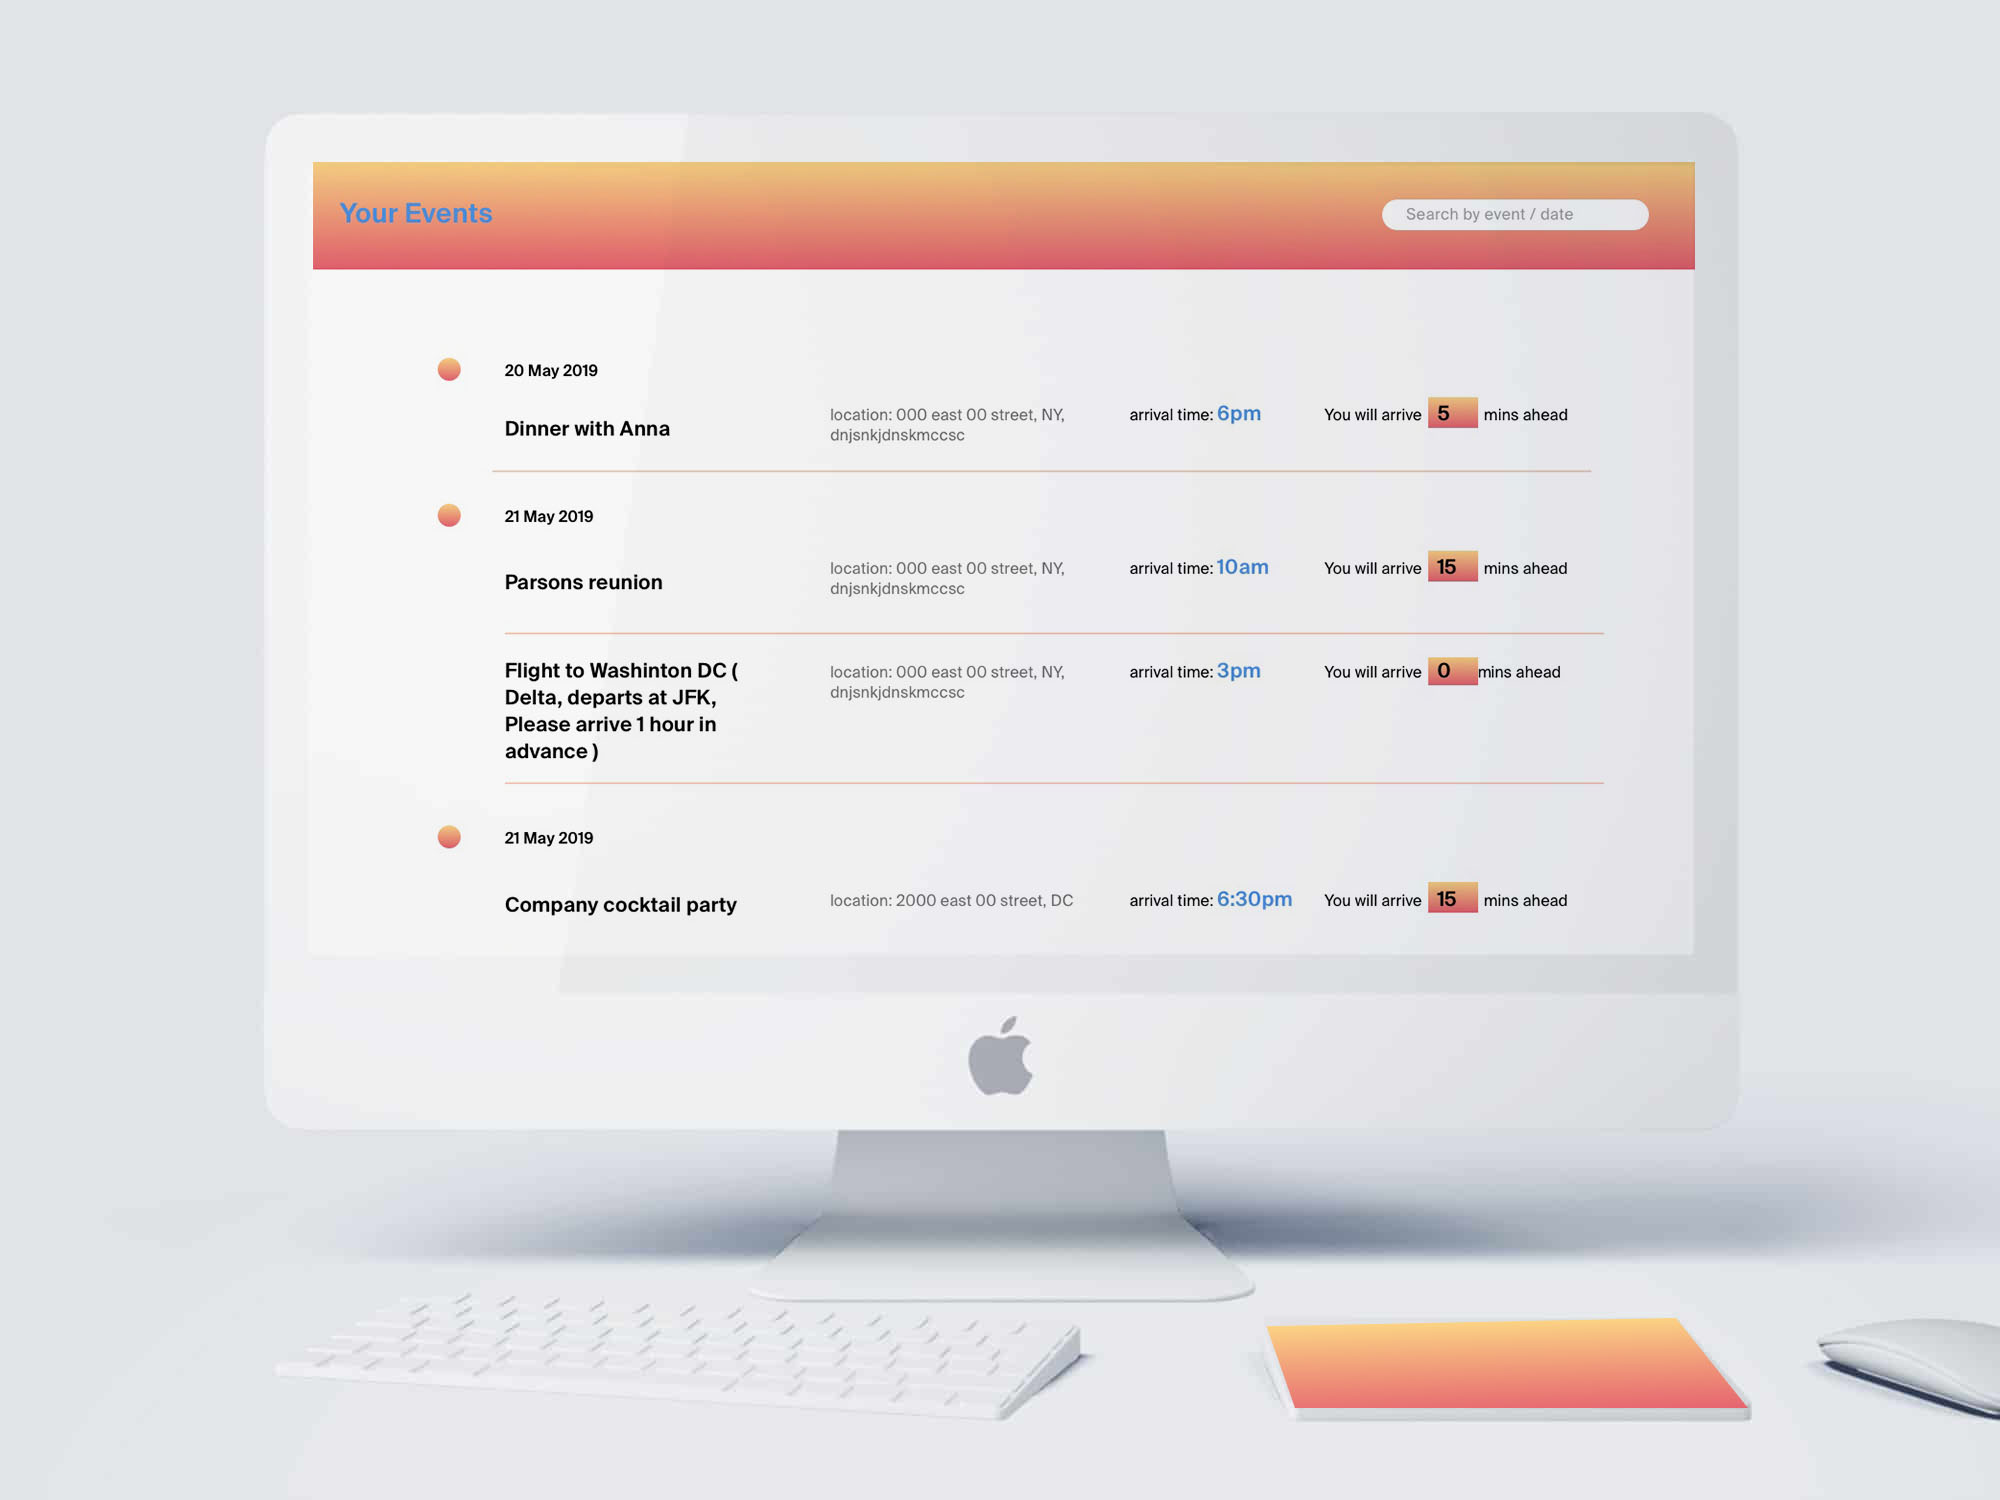 Your Events
Search by event / date
20 May 2019
Dinner with Anna
location: 000 east 00 street, NY,
dnjsnkjdnskmccsc
arrival time: 6pm
You will arrive 5 mins ahead
21 May 2019
Parsons reunion
location: 000 east 00 street, NY,
dnjsnkjdnskmccsc
arrival time: 10am
You will arrive 15 mins ahead
Flight to Washinton DC (
Delta, departs at JFK,
Please arrive 1 hour in
advance )
location: 000 east 00 street, NY,
dnjsnkjdnskmccsc
arrival time: 3pm
You will arrive 0 mins ahead
21 May 2019
Company cocktail party
location: 2000 east 00 street, DC
arrival time: 6:30pm
You will arrive 15 mins ahead